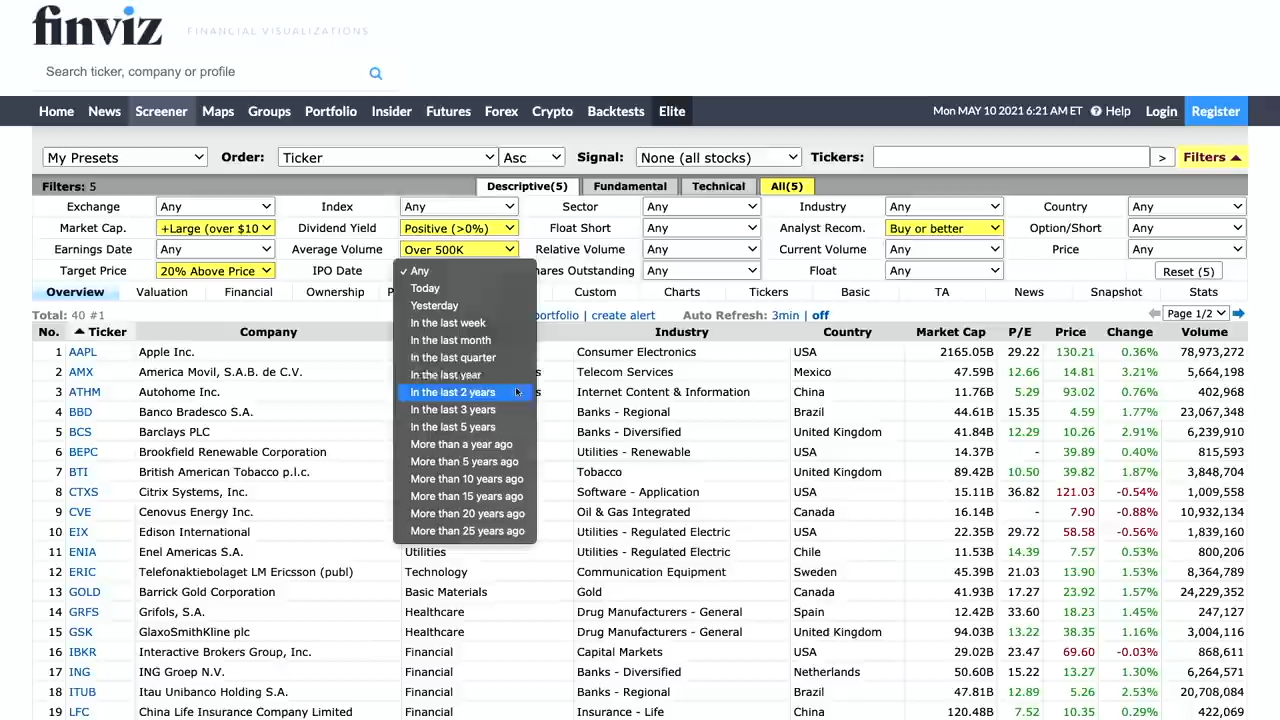 finviz FINANCIAL VISUALIZATIONS
Search ticker, company or profile
Home News Screener Maps Groups Portfolio Insider Futures Forex Crypto Backtests Elite Mon MAY 10 2021 6:21 AM ET Help Login Register
My Presets Order: Ticker Asc Signal: None (all stocks) Tickers: > Filters
Filters: 5 Descriptive(5) Fundamental Technical All(5)
Exchange Any Index Any Sector Any Industry Any Country Any
Market Cap. +Large (over $10 Dividend Yield Positive (>0%) Float Short Any Analyst Recom. Buy or better Option/Short Any
Earnings Date Any Average Volume Over 500K Relative Volume Any Current Volume Any Price Any
Target Price 20% Above Price IPO Date ✓ Any hares Outstanding Any Float Any Reset (5)
Today
Overview Valuation Financial Ownership P Custom Charts Tickers Basic TA News Snapshot Stats
Yesterday
Total: 40 #1 ortfolio | create alert Auto Refresh: 3min | off Page 1/2
In the last week
In the last month
In the last quarter
In the last year
In the last 2 years
In the last 3 years
In the last 5 years
More than a year ago
More than 5 years ago
More than 10 years ago
More than 15 years ago
More than 20 years ago
More than 25 years ago
No. Ticker Company Industry Country Market Cap P/E Price Change Volume
1 AAPL Apple Inc. Consumer Electronics USA 2165.05B 29.22 130.21 0.36% 78,973,272
2 AMX America Movil, S.A.B. de C.V. s Telecom Services Mexico 47.59B 12.66 14.81 3.21% 5,664,198
3 ATHM Autohome Inc. s Internet Content & Information China 11.76B 5.29 93.02 0.76% 402,968
4 BBD Banco Bradesco S.A. Banks - Regional Brazil 44.61B 15.35 4.59 1.77% 23,067,348
5 BCS Barclays PLC Banks - Diversified United Kingdom 41.84B 12.29 10.26 2.91% 6,239,910
6 BEPC Brookfield Renewable Corporation Utilities - Renewable USA 14.37B - 39.89 0.40% 815,593
7 BTI British American Tobacco p.l.c. Tobacco United Kingdom 89.42B 10.50 39.82 1.87% 3,848,704
8 CTXS Citrix Systems, Inc. Software - Application USA 15.11B 36.82 121.03 -0.54% 1,009,558
9 CVE Cenovus Energy Inc. Oil & Gas Integrated Canada 16.14B - 7.90 -0.88% 10,932,134
10 EIX Edison International Utilities - Regulated Electric USA 22.35B 29.72 58.58 -0.56% 1,839,160
11 ENIA Enel Americas S.A. Utilities Utilities - Regulated Electric Chile 11.53B 14.39 7.57 0.53% 800,206
12 ERIC Telefonaktiebolaget LM Ericsson (publ) Technology Communication Equipment Sweden 45.39B 21.03 13.90 1.53% 8,364,789
13 GOLD Barrick Gold Corporation Basic Materials Gold Canada 41.93B 17.27 23.92 1.57% 24,229,352
14 GRFS Grifols, S.A. Healthcare Drug Manufacturers - General Spain 12.42B 33.60 18.23 1.45% 247,127
15 GSK GlaxoSmithKline plc Healthcare Drug Manufacturers - General United Kingdom 94.03B 13.22 38.35 1.16% 3,004,116
16 IBKR Interactive Brokers Group, Inc. Financial Capital Markets USA 29.02B 23.47 69.60 -0.03% 868,611
17 ING ING Groep N.V. Financial Banks - Diversified Netherlands 50.60B 15.22 13.27 1.30% 6,264,571
18 ITUB Itau Unibanco Holding S.A. Financial Banks - Regional Brazil 47.81B 12.89 5.26 2.53% 20,708,084
19 LFC China Life Insurance Company Limited Financial Insurance - Life China 120.48B 7.52 10.35 0.29% 422,069